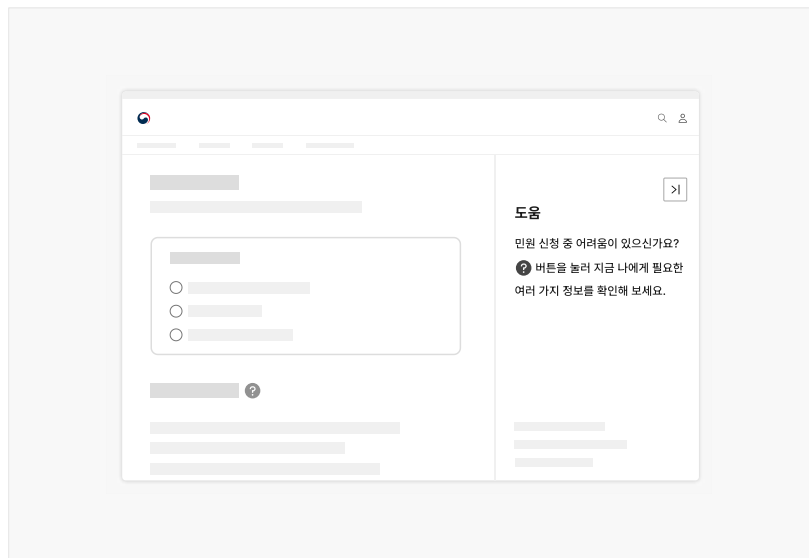 도움
민원 신청 중 어려움이 있으신가요?
? 버튼을 눌러 지금 나에게 필요한
여러 가지 정보를 확인해 보세요.
?